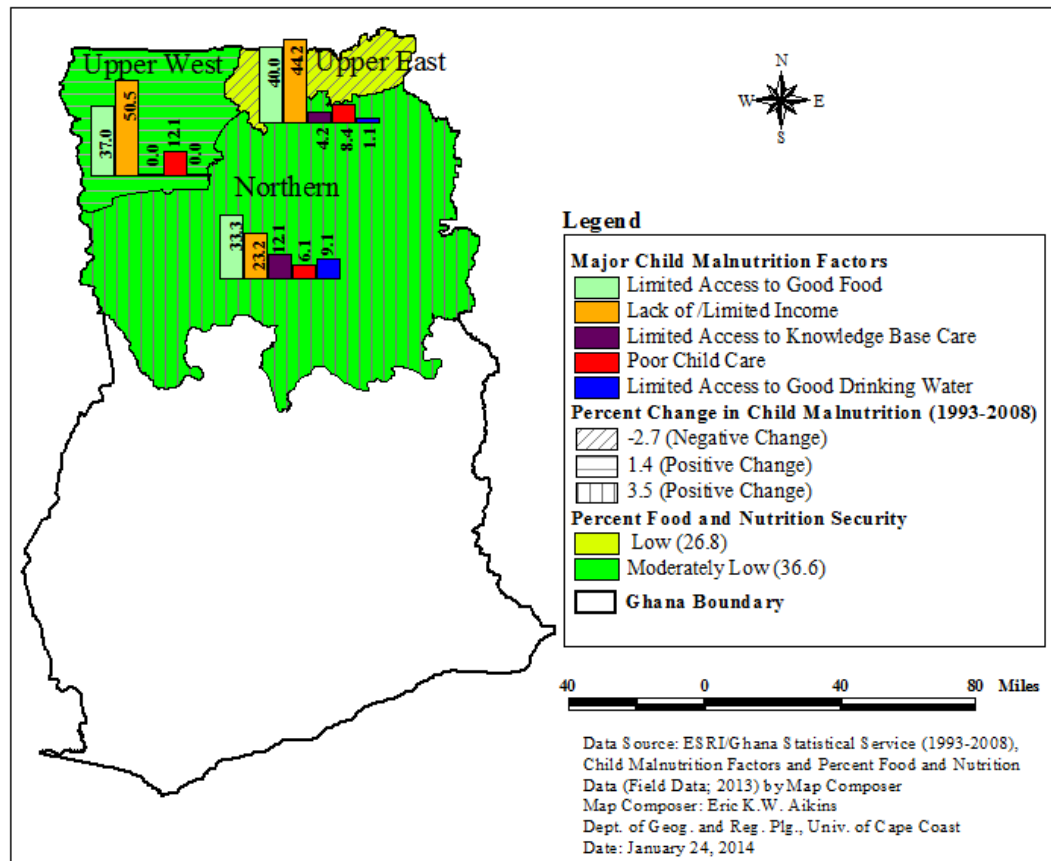 Upper West
Upper East
Northern
37.0
50.5
0.0
12.1
0.0
40.0
44.2
4.2
8.4
1.1
33.3
23.2
12.1
6.1
9.1
N
W
E
S
Legend
Major Child Malnutrition Factors
Limited Access to Good Food
Lack of /Limited Income
Limited Access to Knowledge Base Care
Poor Child Care
Limited Access to Good Drinking Water
Percent Change in Child Malnutrition (1993-2008)
-2.7 (Negative Change)
1.4 (Positive Change)
3.5 (Positive Change)
Percent Food and Nutrition Security
Low (26.8)
Moderately Low (36.6)
Ghana Boundary
40 0 40 80 Miles
Data Source: ESRI/Ghana Statistical Service (1993-2008),
Child Malnutrition Factors and Percent Food and Nutrition
Data (Field Data; 2013) by Map Composer
Map Composer: Eric K.W. Aikins
Dept. of Geog. and Reg. Plg., Univ. of Cape Coast
Date: January 24, 2014